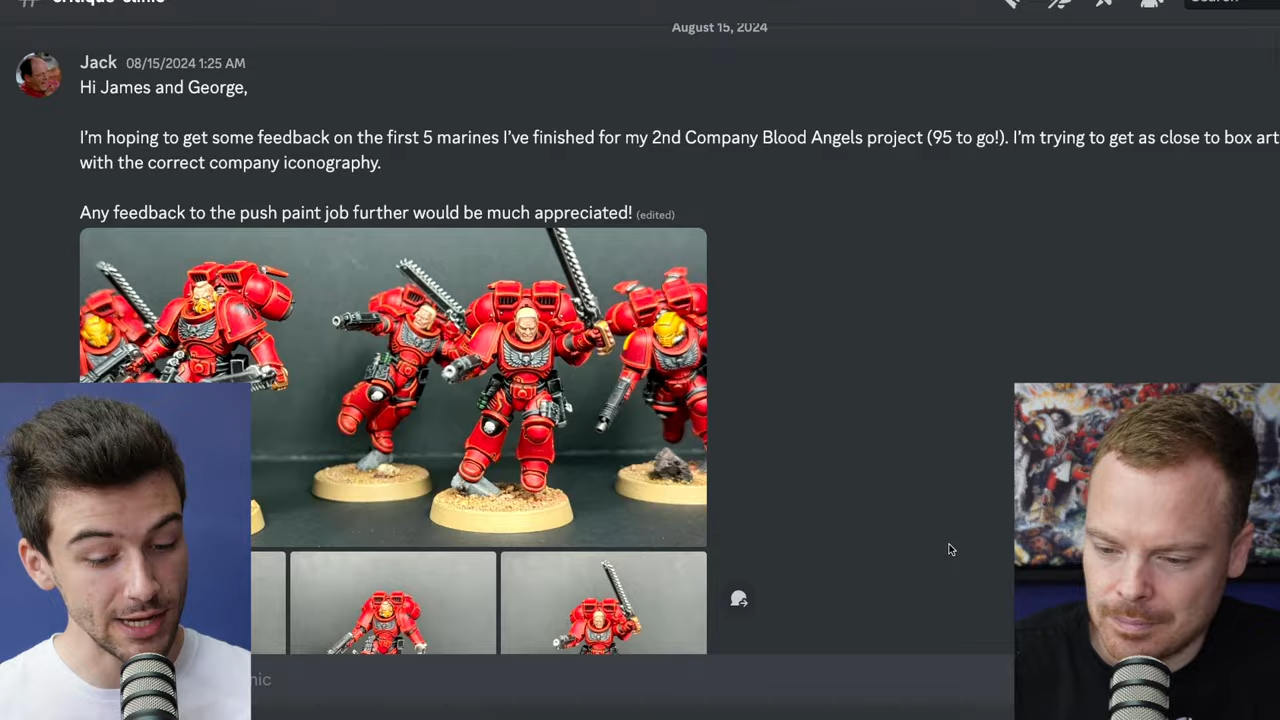 August 15, 2024
Jack 08/15/2024 1:25 AM
Hi James and George,
I'm hoping to get some feedback on the first 5 marines I've finished for my 2nd Company Blood Angels project (95 to go!). I'm trying to get as close to box art
with the correct company iconography.
Any feedback to the push paint job further would be much appreciated! (edited)